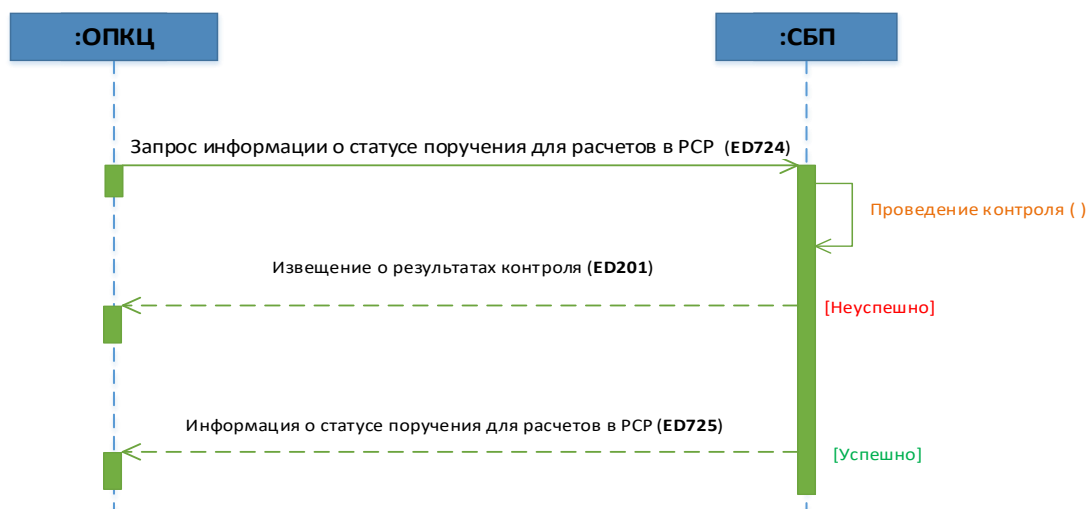 :ОПКЦ
:СБП
Запрос информации о статусе поручения для расчетов в РСР (ED724)
Проведение контроля ( )
Извещение о результатах контроля (ED201)
[Неуспешно]
Информация о статусе поручения для расчетов в РСР (ED725)
[Успешно]